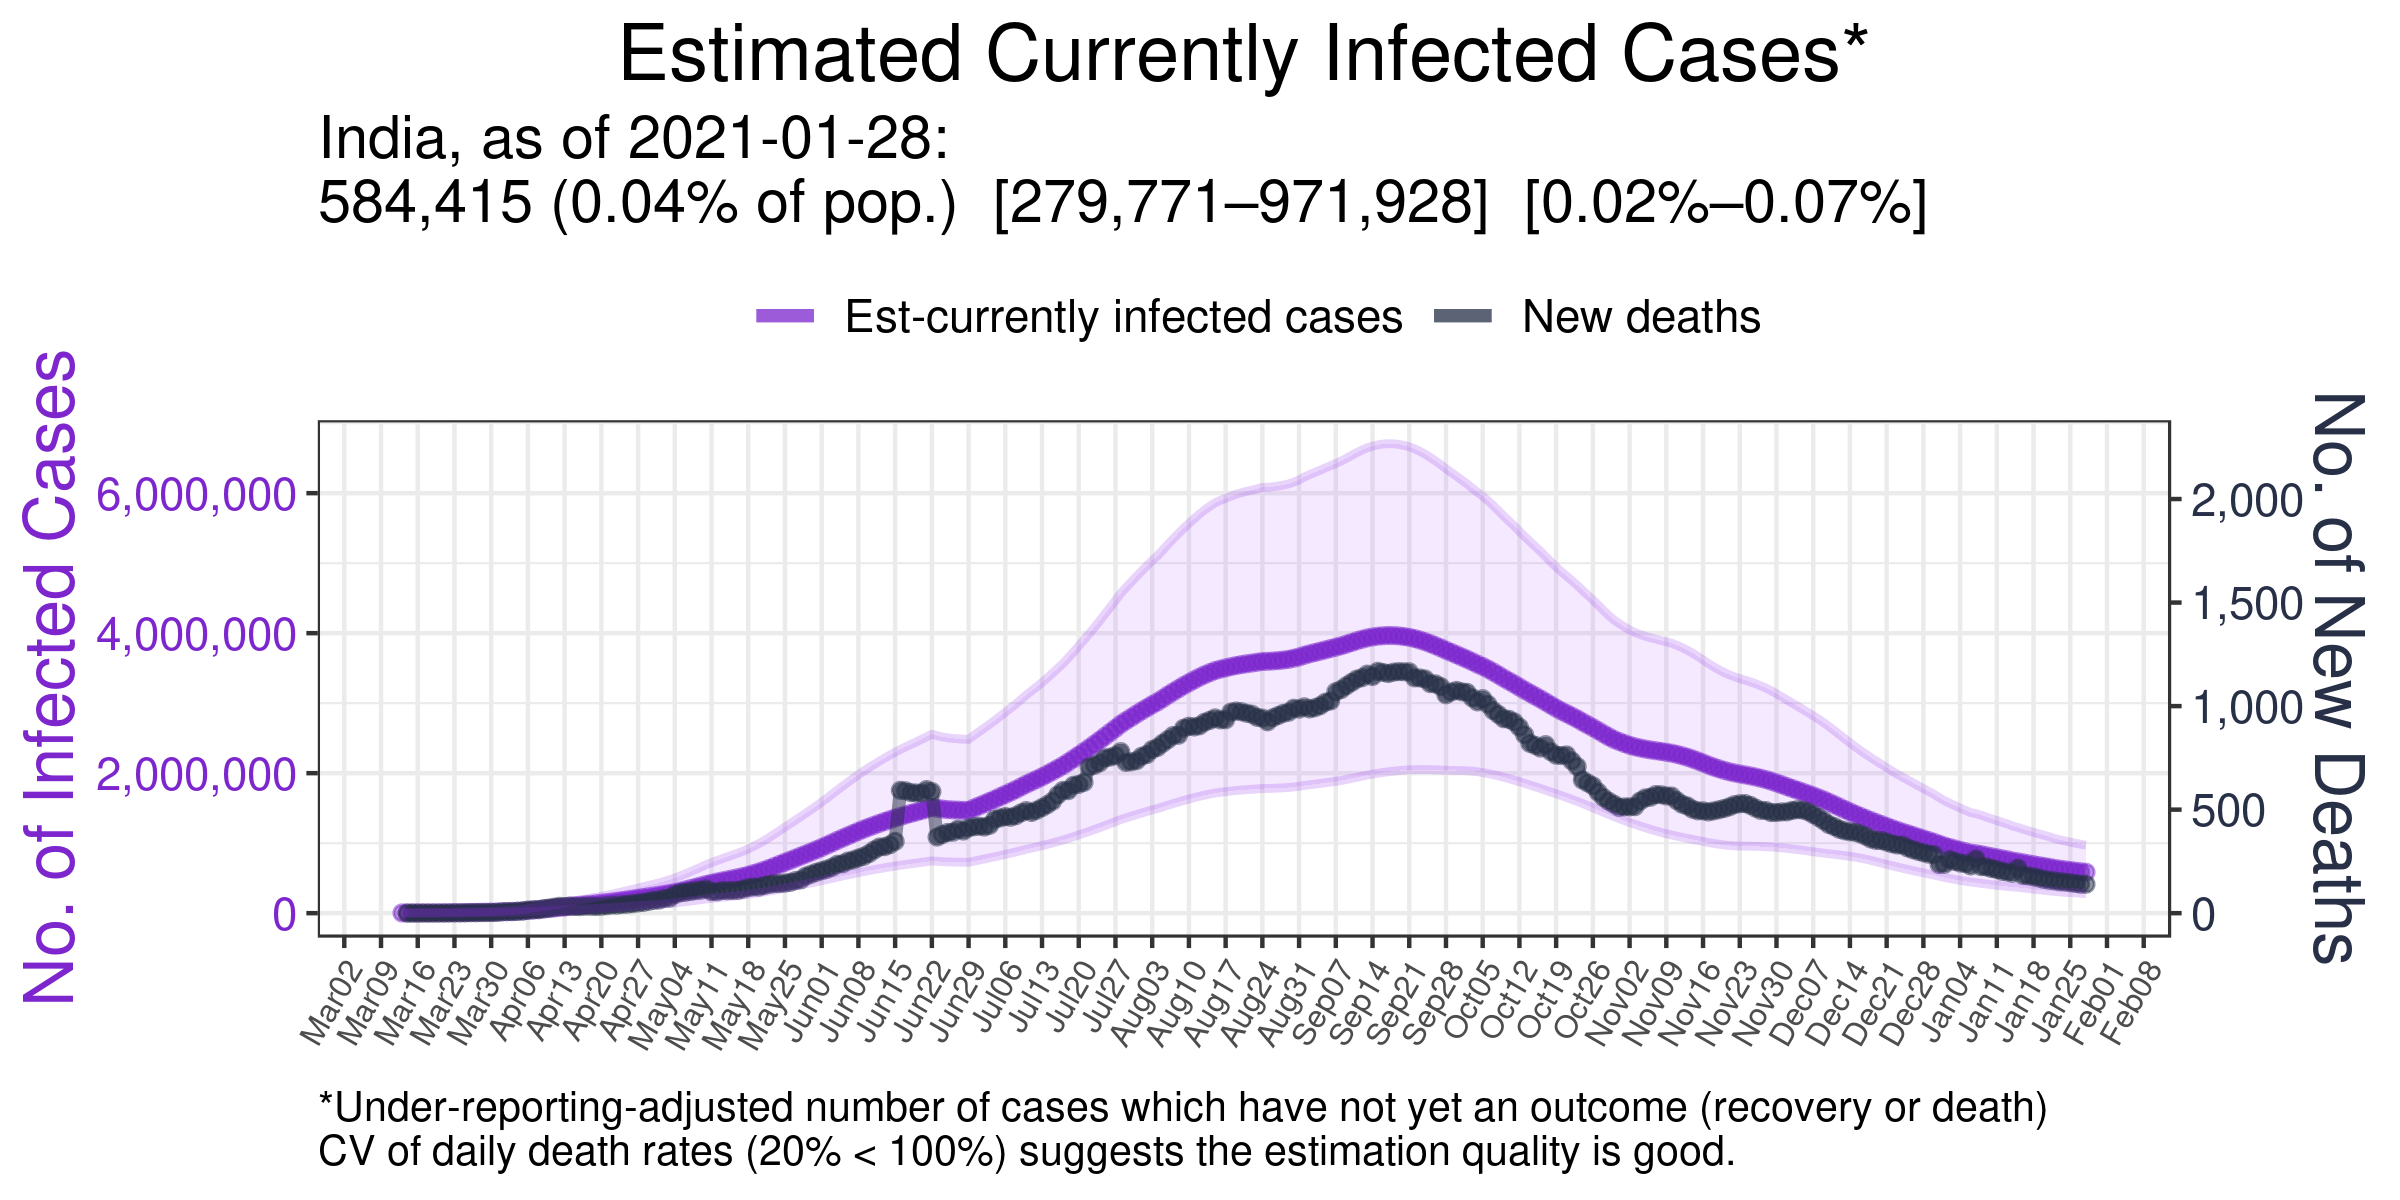 Estimated Currently Infected Cases*
India, as of 2021-01-28:
584,415 (0.04% of pop.) [279,771–971,928] [0.02%–0.07%]
Est-currently infected cases New deaths
No. of Infected Cases
6,000,000
4,000,000
2,000,000
0
No. of New Deaths
2,000
1,500
1,000
500
0
Mar02 Mar09 Mar16 Mar23 Mar30 Apr06 Apr13 Apr20 Apr27 May04 May11 May18 May25 Jun01 Jun08 Jun15 Jun22 Jun29 Jul06 Jul13 Jul20 Jul27 Aug03 Aug10 Aug17 Aug24 Aug31 Sep07 Sep14 Sep21 Sep28 Oct05 Oct12 Oct19 Oct26 Nov02 Nov09 Nov16 Nov23 Nov30 Dec07 Dec14 Dec21 Dec28 Jan04 Jan11 Jan18 Jan25 Feb01 Feb08
*Under-reporting-adjusted number of cases which have not yet an outcome (recovery or death)
CV of daily death rates (20% < 100%) suggests the estimation quality is good.